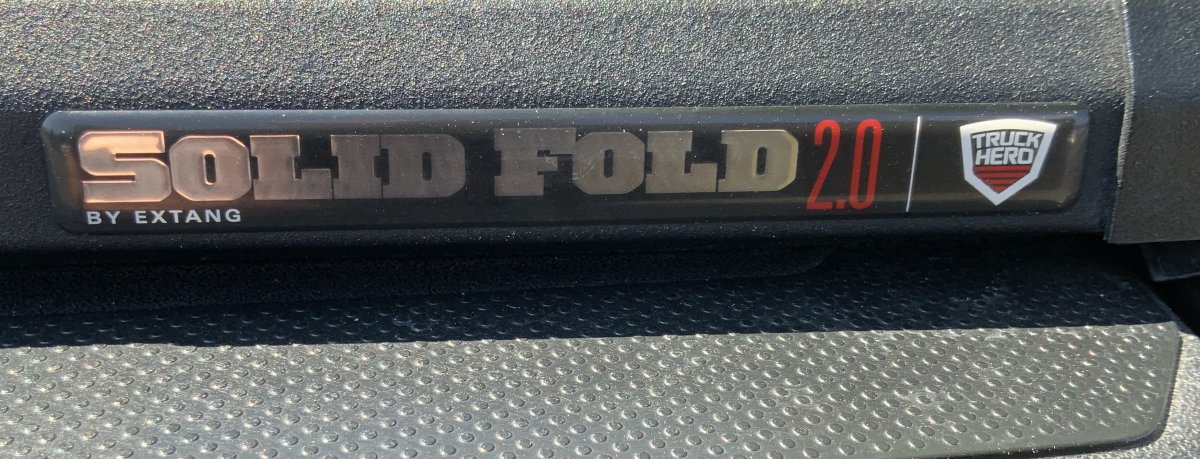 SOLID FOLD 2.0
BY EXTANG
TRUCK
HERO